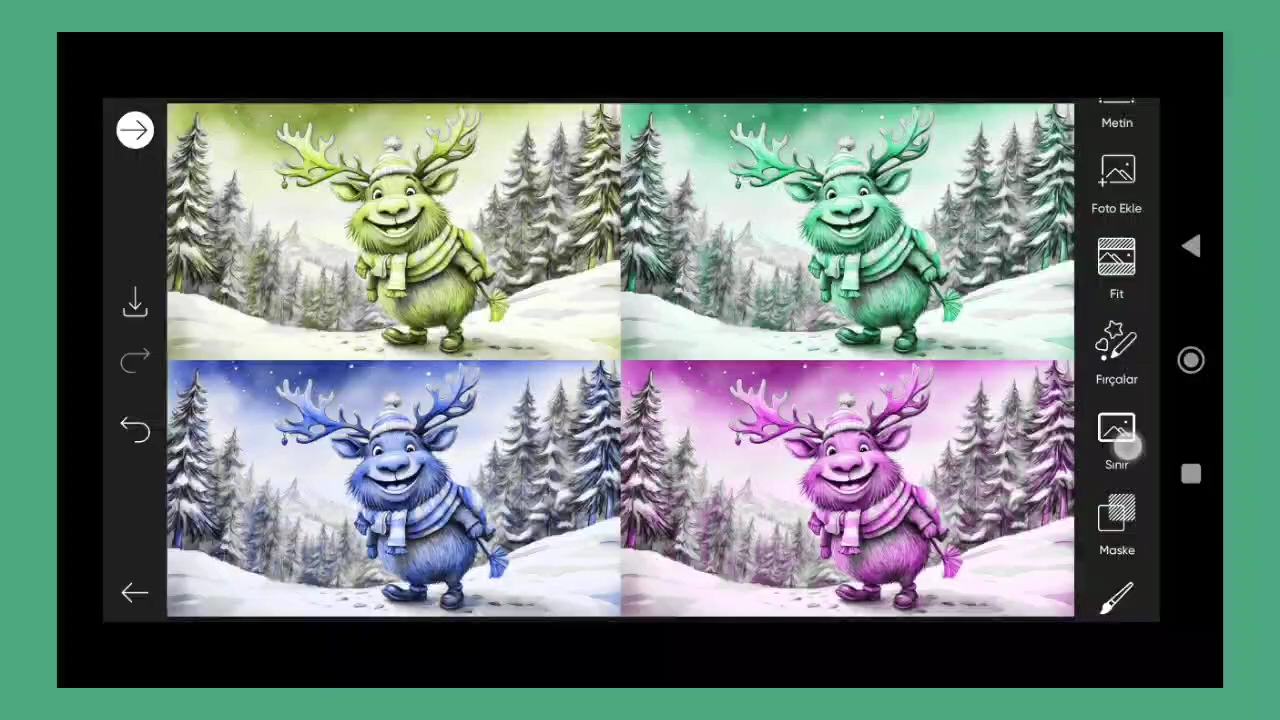 Metin
Foto Ekle
Fit
Fırçalar
Sınır
Maske